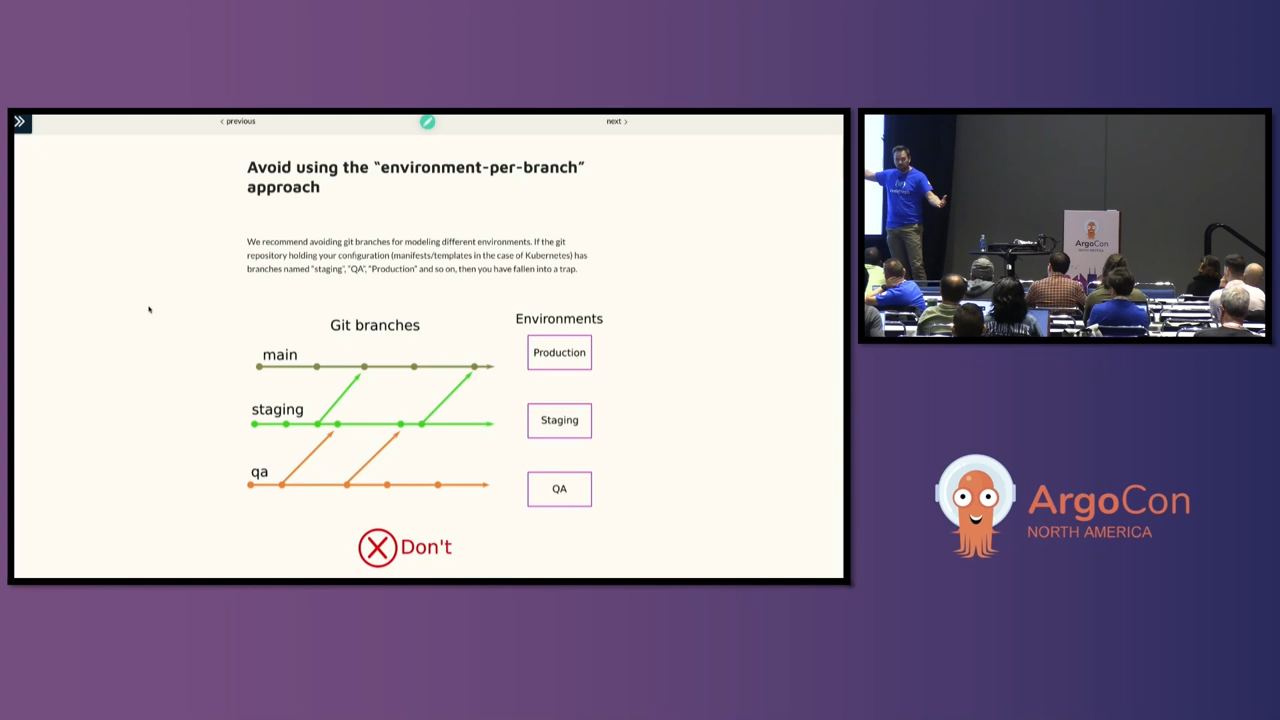 previous
next
Avoid using the “environment-per-branch”
approach
We recommend avoiding git branches for modeling different environments. If the git
repository holding your configuration (manifests/templates in the case of Kubernetes) has
branches named “staging”, “QA”, “Production” and so on, then you have fallen into a trap.
Git branches
Environments
main
Production
staging
Staging
qa
QA
Don't
ArgoCon
ArgoCon
NORTH AMERICA